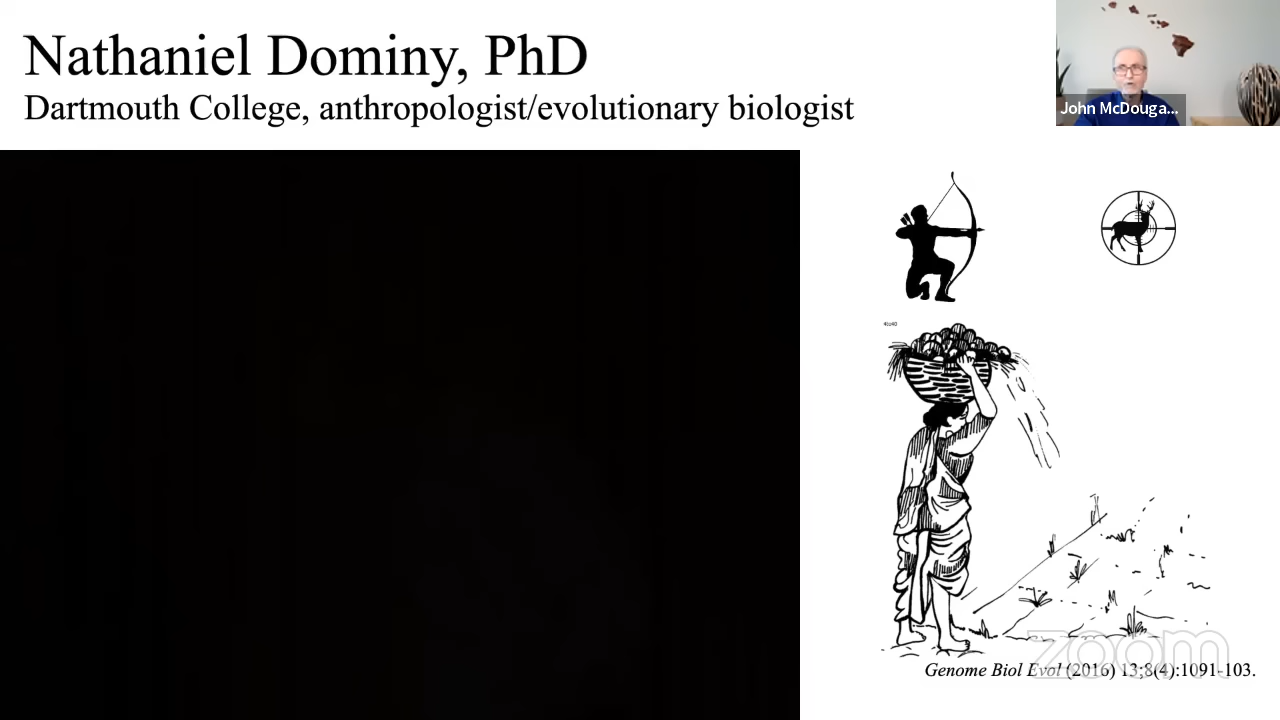 Nathaniel Dominy, PhD
Dartmouth College, anthropologist/evolutionary biologist
John McDouga...
zoom
Genome Biol Evol (2016) 13;8(4):1091-103.